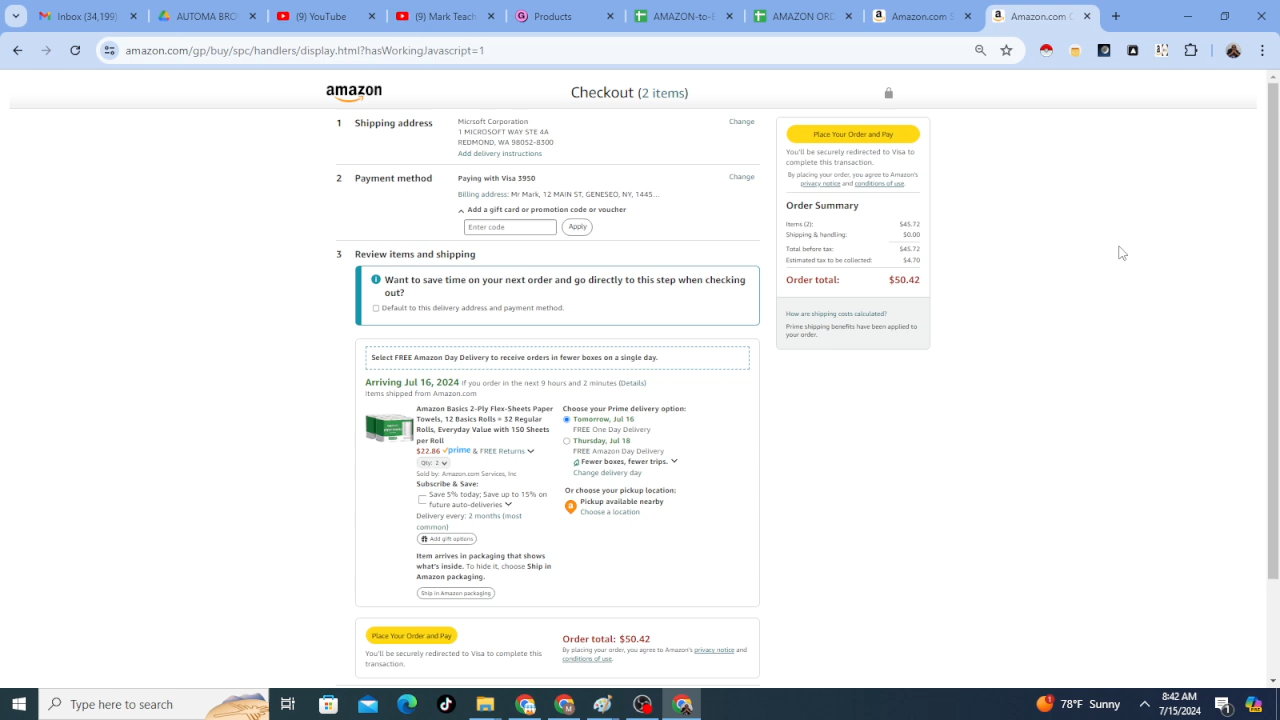 Inbox (3,199
AUTOMA BRC
(1) YouTub
VISA BO M
AMAZO
AMAZO
SELF-DES
Amazon.
Amazon.C
amazon.com/gp/buy/spc/handlers/display.html?hasWorkingJavascript=1
amazon
Checkout (2 items)
1 Shipping address
Micrsoft Corporation
1 MICROSOFT WAY STE 4A
REDMOND, WA 98052-8300
Add delivery instructions
Change
2 Payment method
Paying with Visa 3950
Change
Billing address: Mr Mark, 12 MAIN ST, GENESEO, NY, 1445...
Add a gift card or promotion code or voucher
Enter code
Apply
3 Review items and shipping
Want to save time on your next order and go directly to this step when checking
out?
Default to this delivery address and payment method.
Select FREE Amazon Day Delivery to receive orders in fewer boxes on a single day.
Arriving Jul 16, 2024 If you order in the next 9 hours and 2 minutes (Details)
Items shipped from Amazon.com
Amazon Basics 2-Ply Flex-Sheets Paper
Towels, 12 Basics Rolls = 32 Regular
Rolls, Everyday Value with 150 Sheets
per Roll
$22.86 prime & FREE Returns
Qty: 2
Sold by: Amazon.com Services, Inc
Subscribe & Save:
Save 5% today; Save up to 15% on
future auto-deliveries
Delivery every: 2 months (most
common)
Add gift options
Item arrives in packaging that shows
what's inside. To hide it, choose Ship in
Amazon packaging.
Ship in Amazon packaging
Choose your Prime delivery option:
Tomorrow, Jul 16
FREE One Day Delivery
Thursday, Jul 18
FREE Amazon Day Delivery
Fewer boxes, fewer trips.
Change delivery day
Or choose your pickup location:
Pickup available nearby
Choose a location
Place Your Order and Pay
You'll be securely redirected to Visa to complete this
transaction.
Order total: $50.42
By placing your order, you agree to Amazon's privacy notice and
conditions of use.
Place Your Order and Pay
You'll be securely redirected to Visa to
complete this transaction.
By placing your order, you agree to Amazon's
privacy notice and conditions of use.
Order Summary
Items (2): $45.72
Shipping & handling: $0.00
Total before tax: $45.72
Estimated tax to be collected: $4.70
Order total: $50.42
How are shipping costs calculated?
Prime shipping benefits have been applied to
your order.
Type here to search
78°F Sunny
8:42 AM
7/15/2024